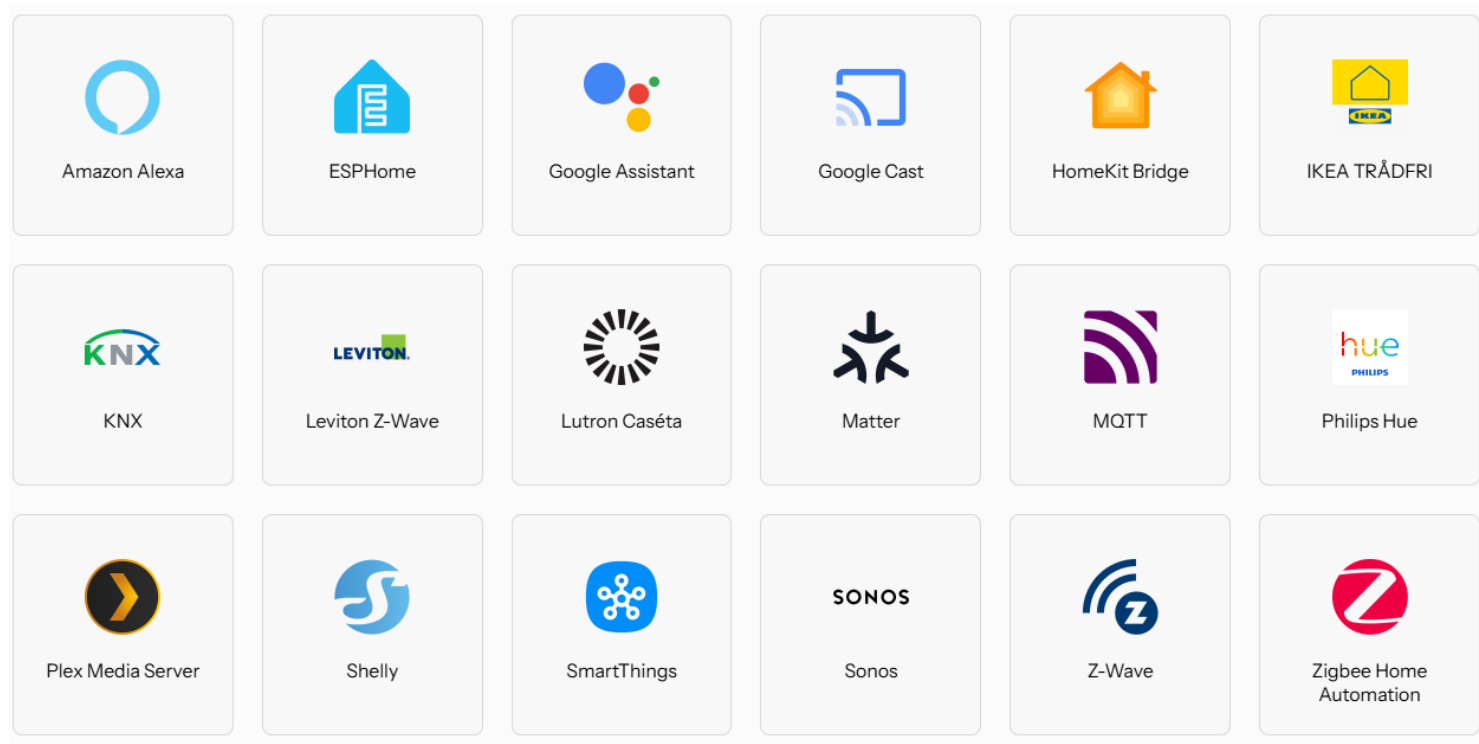 Amazon Alexa
ESPHome
Google Assistant
Google Cast
HomeKit Bridge
IKEA
IKEA TRÅDFRI
KNX
KNX
LEVITON
Leviton Z-Wave
Lutron Caséta
Matter
MQTT
hue
PHILIPS
Philips Hue
Plex Media Server
S
Shelly
SmartThings
SONOS
Sonos
Z
Z-Wave
Z
Zigbee Home
Automation